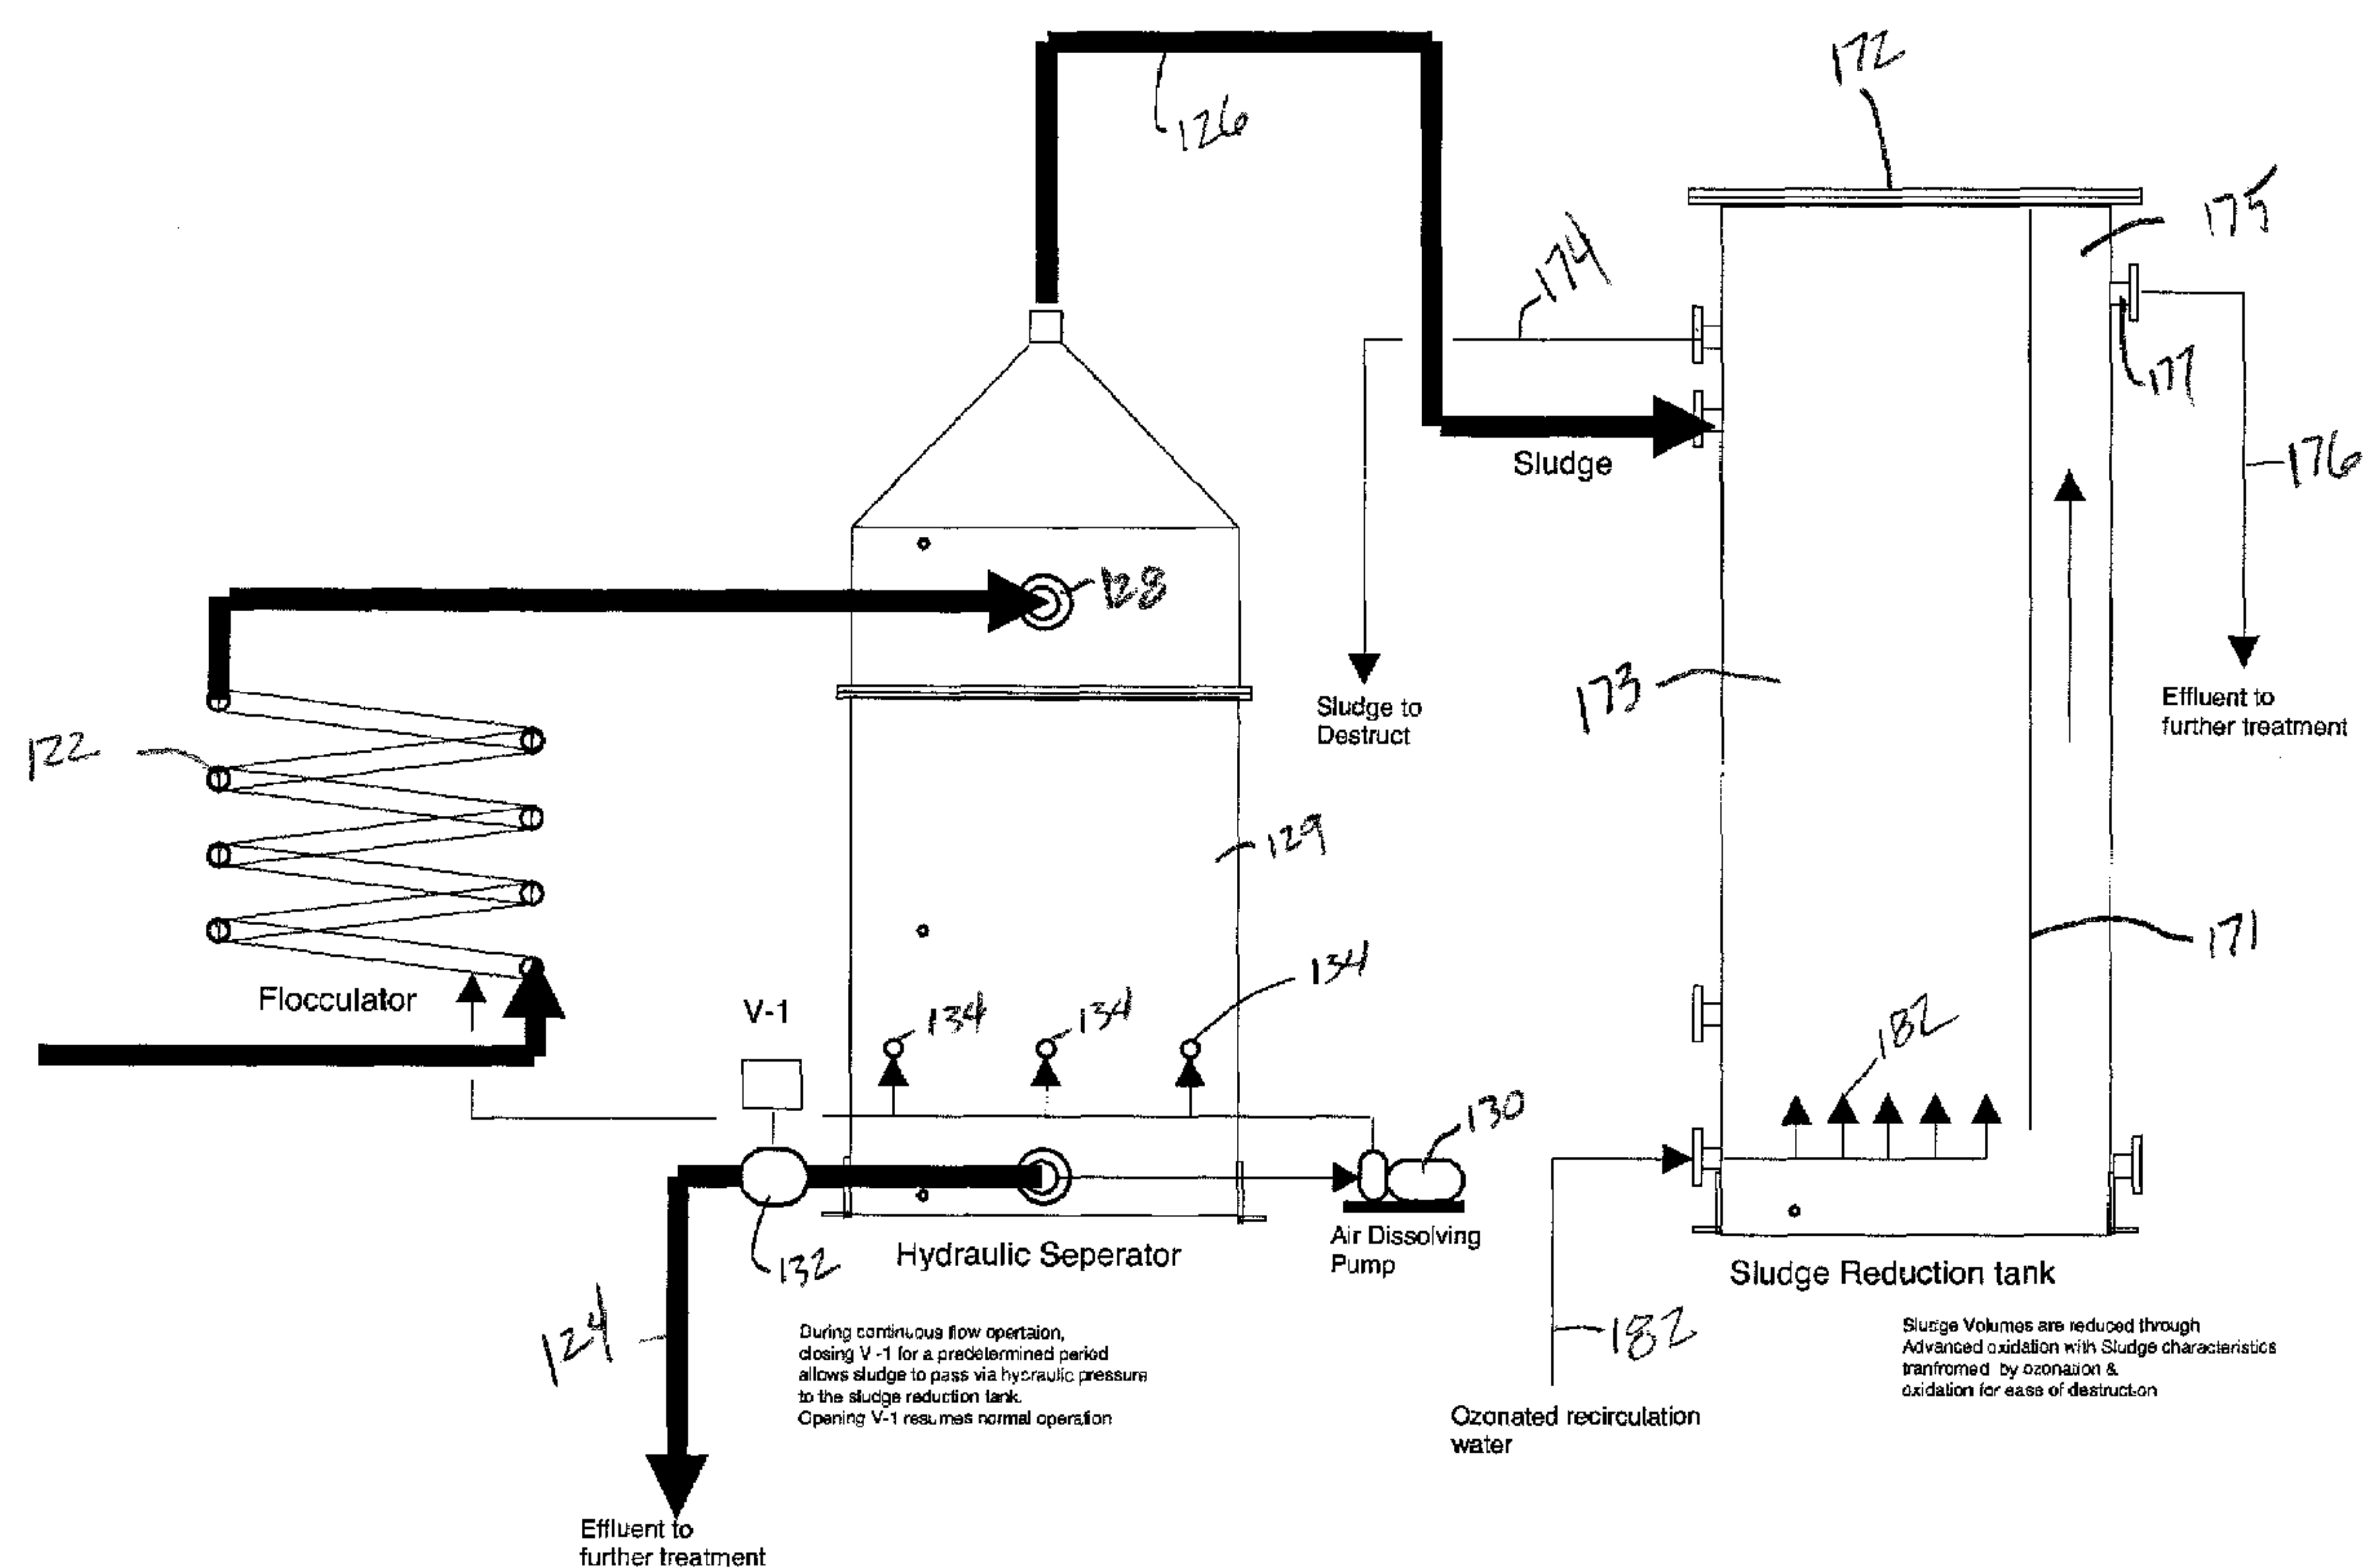 172
126
175
174
177
Sludge
176
128
173
Sludge to
Destruct
Effluent to
further treatment
122
129
171
134
Flocculator
V-1
134
134
182
130
Air Dissolving
Pump
132
Hydraulic Seperator
Sludge Reduction tank
124
During continuous flow opertaion,
closing V -1 for a predetermined period
allows sludge to pass via hydraulic pressure
to the sludge reduction tank.
Opening V-1 resumes normal operation
182
Sludge Volumes are reduced through
Advanced oxidation with Sludge characteristics
tranfromed by ozonation &
oxidation for ease of destruction
Ozonated recirculation
water
Effluent to
further treatment